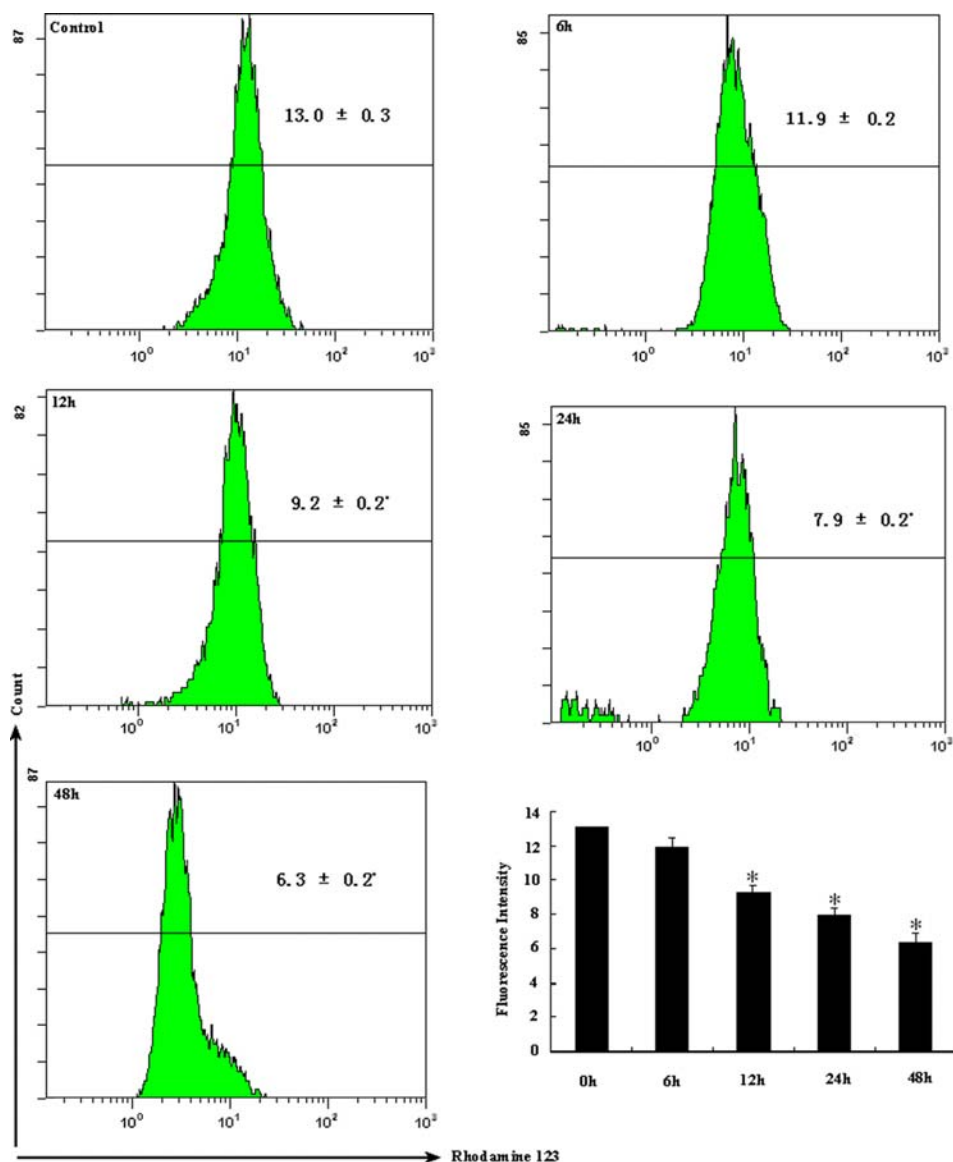 Control
87
13.0 ± 0.3
10⁰ 10¹ 10² 10³
6h
85
11.9 ± 0.2
10⁰ 10¹ 10² 10³
12h
82
9.2 ± 0.2*
10⁰ 10¹ 10² 10³
24h
85
7.9 ± 0.2*
10⁰ 10¹ 10² 10³
48h
87
6.3 ± 0.2*
10⁰ 10¹ 10² 10³
Count
Rhodamine 123
Fluorescence Intensity
14
12
10
8
6
4
2
0
* * *
0h 6h 12h 24h 48h